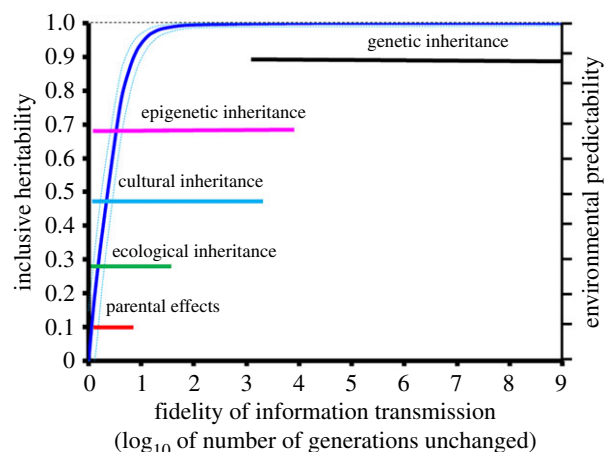 1.0
0.9
0.8
0.7
0.6
0.5
0.4
0.3
0.2
0.1
0
inclusive heritability
genetic inheritance
epigenetic inheritance
cultural inheritance
ecological inheritance
parental effects
environmental predictability
0 1 2 3 4 5 6 7 8 9
fidelity of information transmission
(log10 of number of generations unchanged)